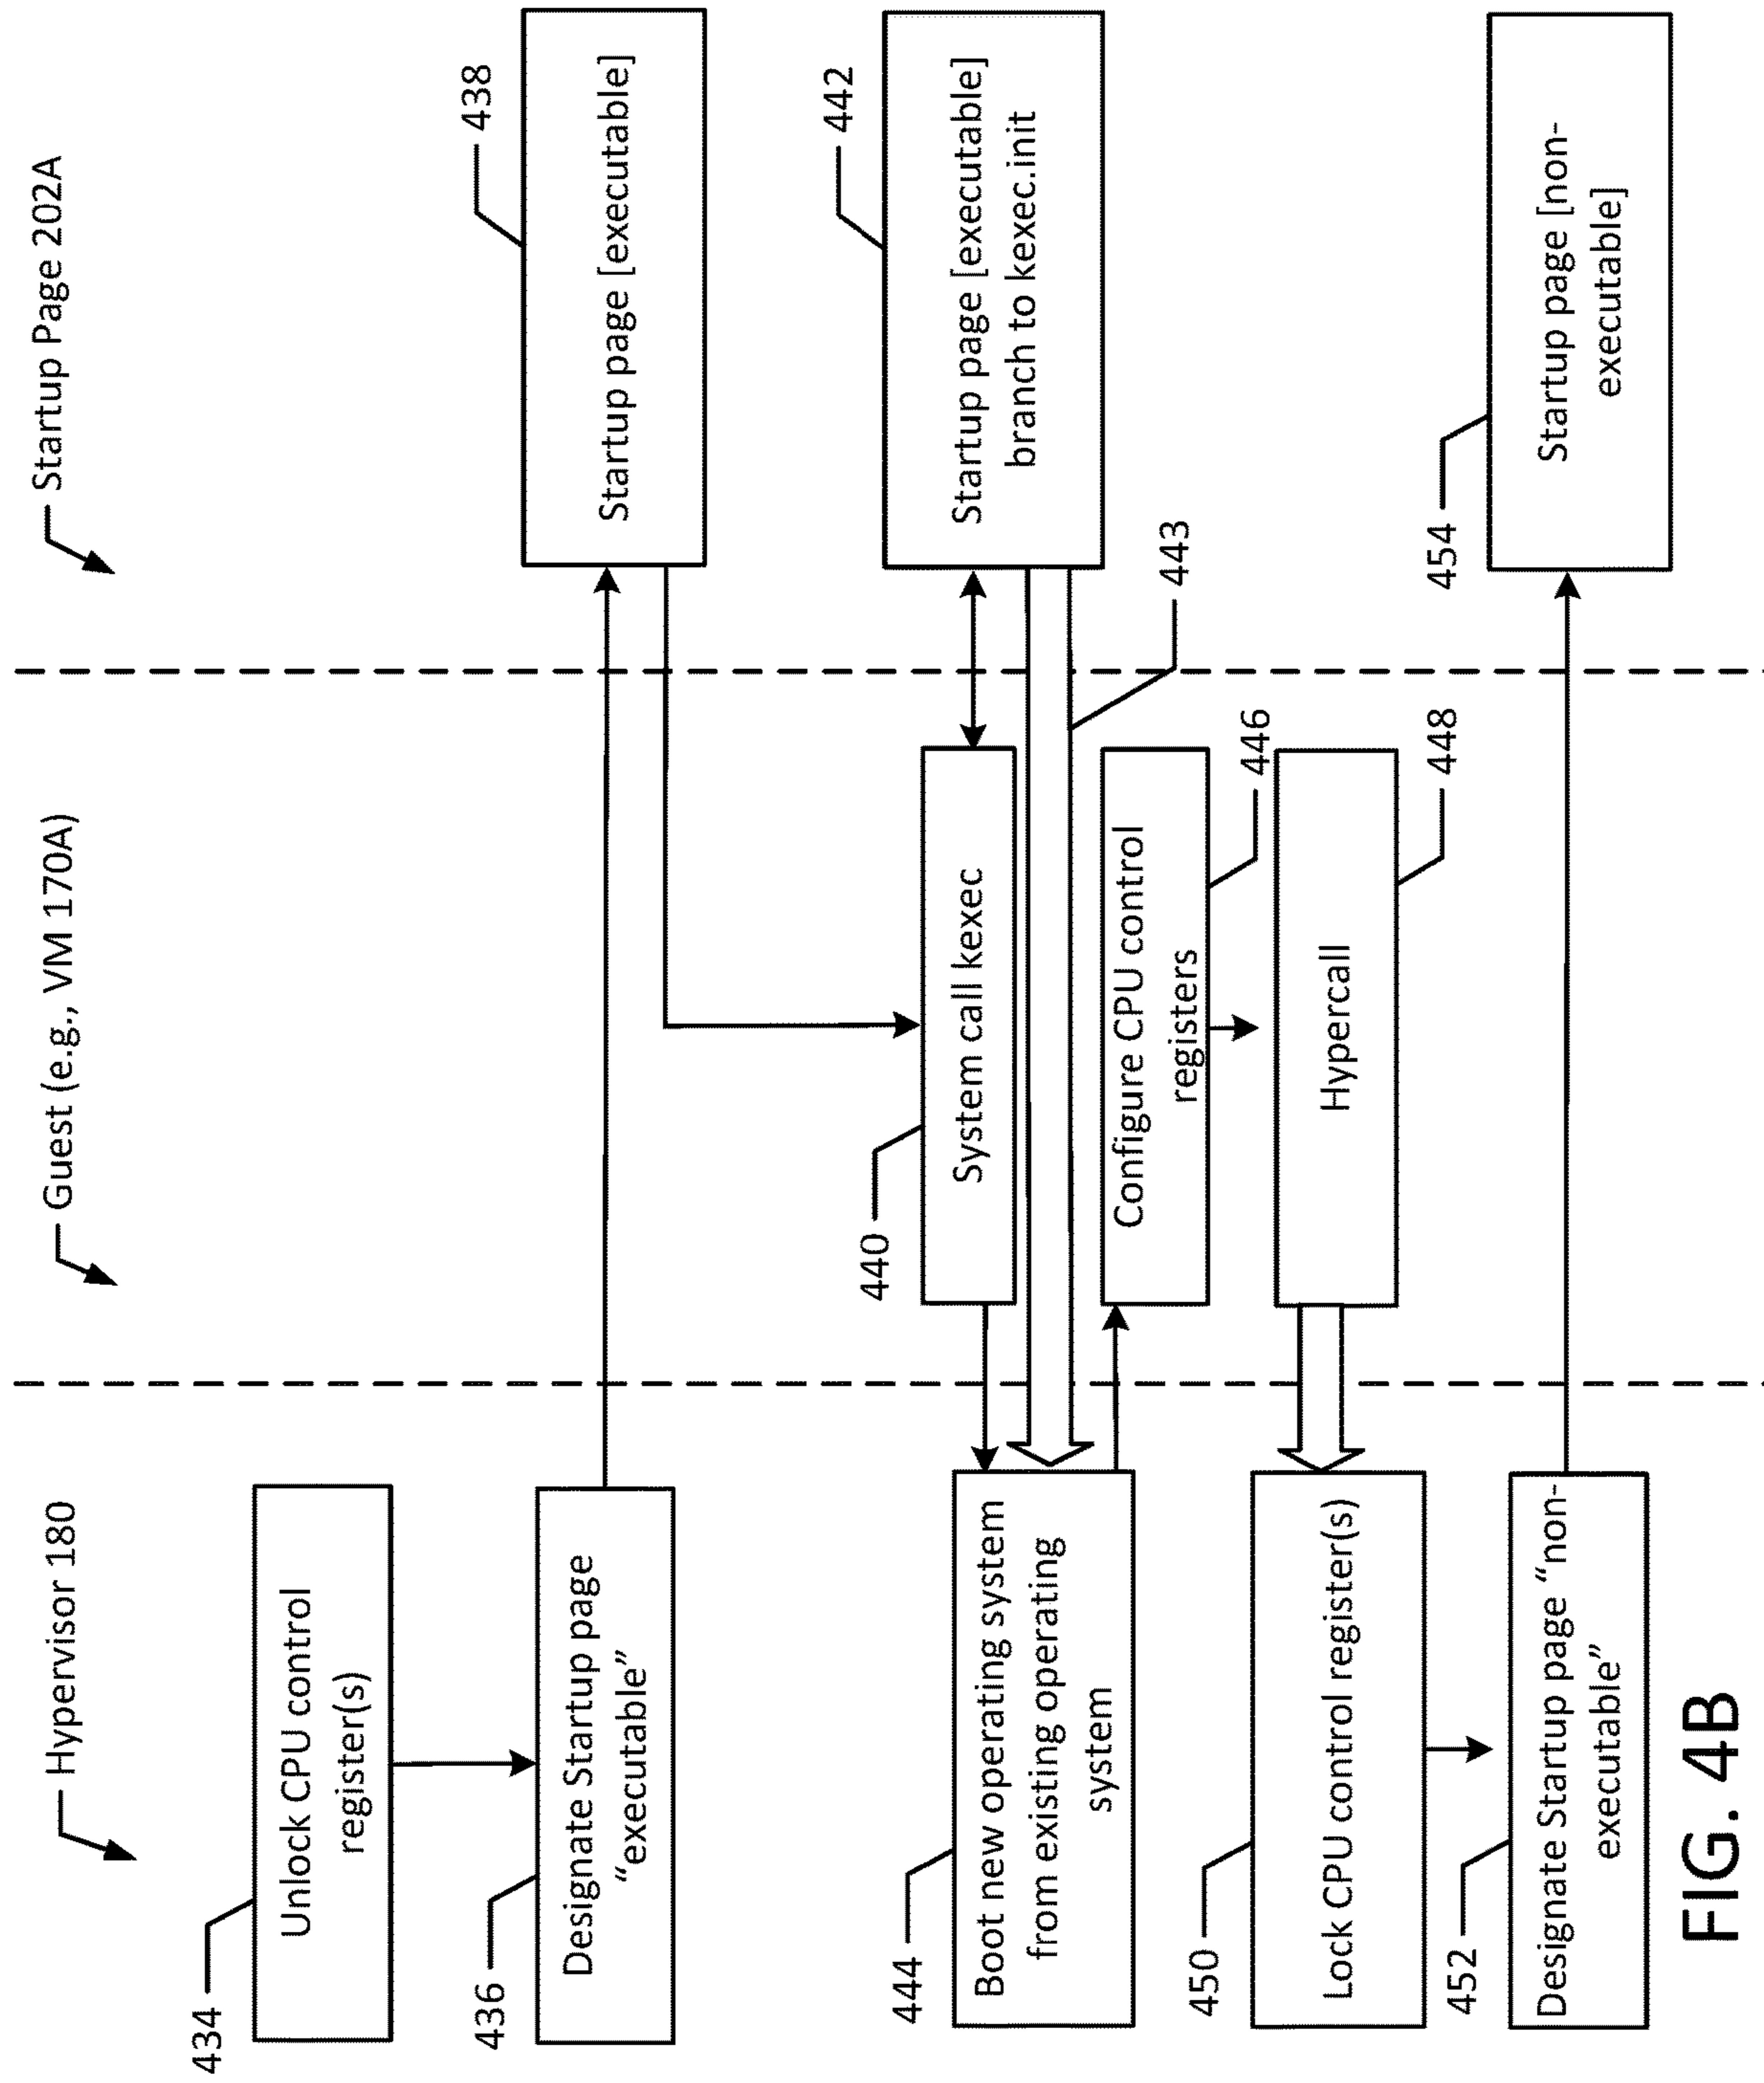 Hypervisor 180
Guest (e.g., VM 170A)
Startup Page 202A
434
Unlock CPU control
register(s)
436
Designate Startup page
“executable”
438
Startup page [executable]
440
System call kexec
442
Startup page [executable]
branch to kexec.init
443
444
Boot new operating system
from existing operating
system
446
Configure CPU control
registers
448
Hypercall
450
Lock CPU control register(s)
452
Designate Startup page “non-
executable”
454
Startup page [non-
executable]
FIG. 4B